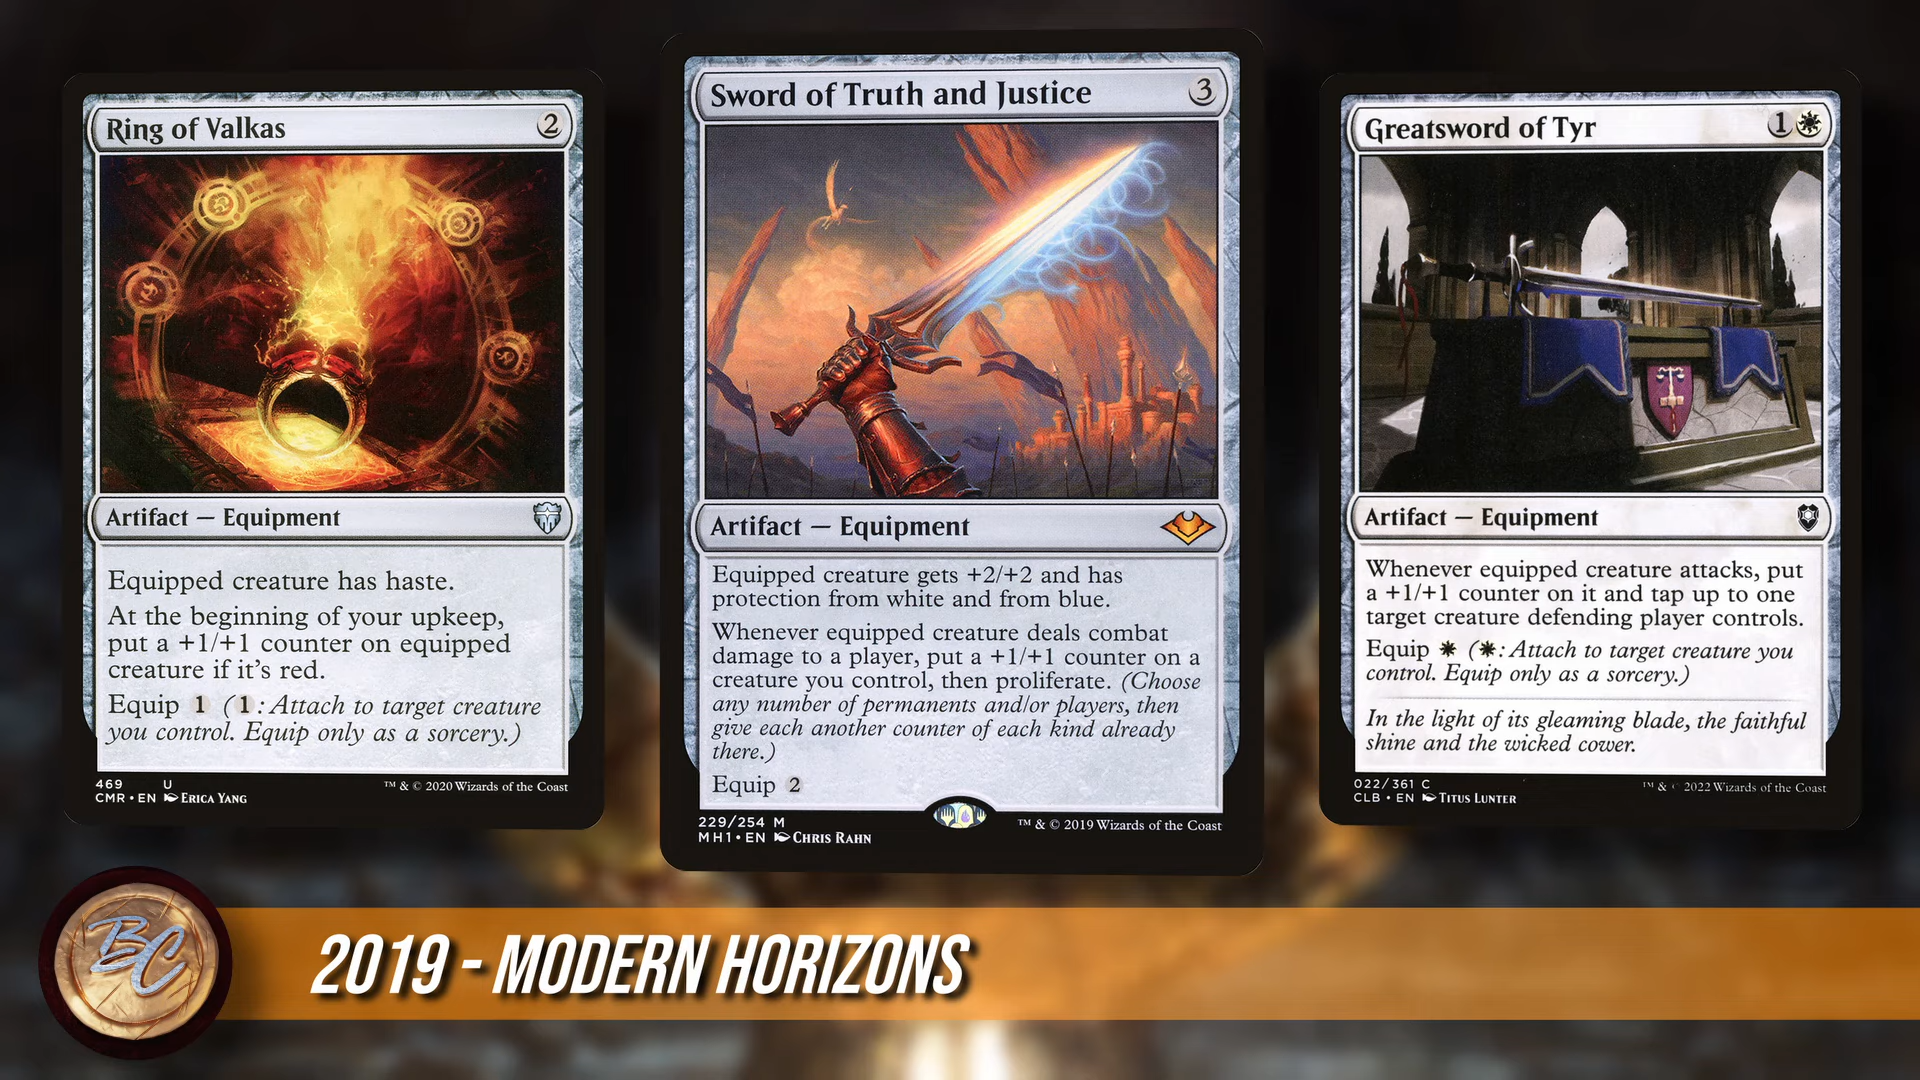 Ring of Valkas 2
Artifact — Equipment
Equipped creature has haste.
At the beginning of your upkeep,
put a +1/+1 counter on equipped
creature if it's red.
Equip 1 (1: Attach to target creature
you control. Equip only as a sorcery.)
469 U
CMR • EN Erica Yang
™ & © 2020 Wizards of the Coast
Sword of Truth and Justice 3
Artifact — Equipment
Equipped creature gets +2/+2 and has
protection from white and from blue.
Whenever equipped creature deals combat
damage to a player, put a +1/+1 counter on a
creature you control, then proliferate. (Choose
any number of permanents and/or players, then
give each another counter of each kind already
there.)
Equip 2
229/254 M
MH1 • EN Chris Rahn
™ & © 2019 Wizards of the Coast
Greatsword of Tyr 1
Artifact — Equipment
Whenever equipped creature attacks, put
a +1/+1 counter on it and tap up to one
target creature defending player controls.
Equip (: Attach to target creature you
control. Equip only as a sorcery.)
In the light of its gleaming blade, the faithful
shine and the wicked cower.
022/361 C
CLB • EN Titus Lunter
™ & © 2022 Wizards of the Coast
BC
2019 - MODERN HORIZONS